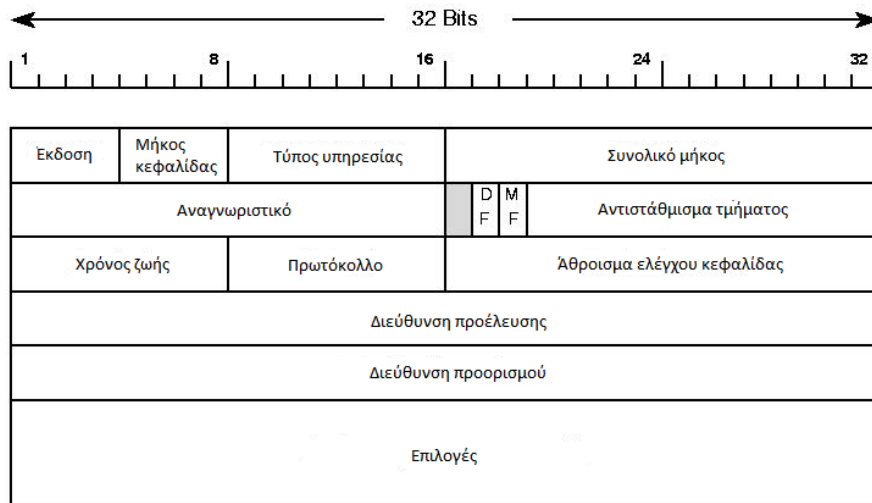 32 Bits
1 8 16 24 32
Έκδοση Μήκος κεφαλίδας Τύπος υπηρεσίας Συνολικό μήκος
Αναγνωριστικό D F M F Αντιστάθμισμα τμήματος
Χρόνος ζωής Πρωτόκολλο Άθροισμα ελέγχου κεφαλίδας
Διεύθυνση προέλευσης
Διεύθυνση προορισμού
Επιλογές